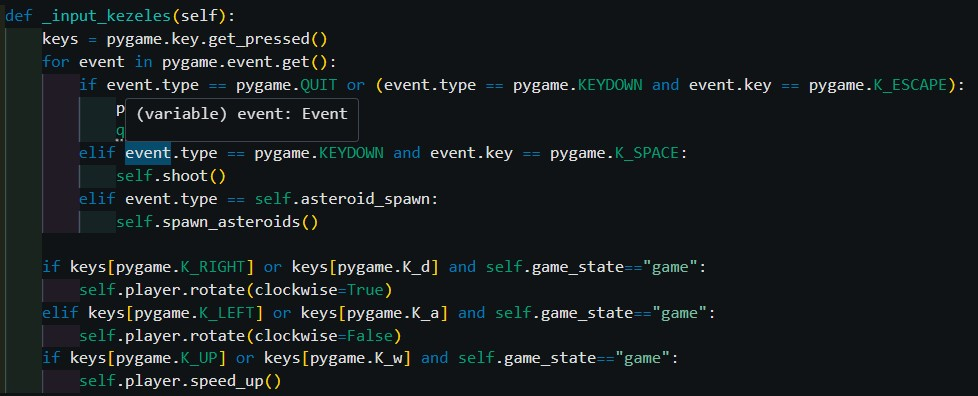 def _input_kezeles(self):
    keys = pygame.key.get_pressed()
    for event in pygame.event.get():
        if event.type == pygame.QUIT or (event.type == pygame.KEYDOWN and event.key == pygame.K_ESCAPE):
            p
(variable) event: Event
            q
        elif event.type == pygame.KEYDOWN and event.key == pygame.K_SPACE:
            self.shoot()
        elif event.type == self.asteroid_spawn:
            self.spawn_asteroids()

    if keys[pygame.K_RIGHT] or keys[pygame.K_d] and self.game_state=="game":
        self.player.rotate(clockwise=True)
    elif keys[pygame.K_LEFT] or keys[pygame.K_a] and self.game_state=="game":
        self.player.rotate(clockwise=False)
    if keys[pygame.K_UP] or keys[pygame.K_w] and self.game_state=="game":
        self.player.speed_up()